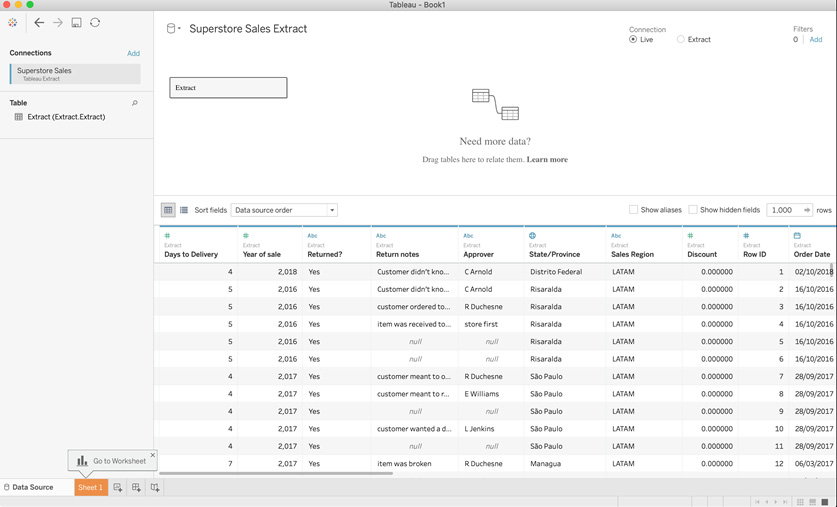 Tableau - Book1
Superstore Sales Extract
Connection
Live Extract
Filters
0 Add
Connections Add
Superstore Sales
Tableau Extract
Table
Extract (Extract.Extract)
Extract
Need more data?
Drag tables here to relate them. Learn more
Sort fields Data source order Show aliases Show hidden fields 1,000 rows
# # Abc Abc Abc Abc # #
Extract Extract Extract Extract Extract Extract Extract Extract Extract Extract
Days to Delivery Year of sale Returned? Return notes Approver State/Province Sales Region Discount Row ID Order Date
4 2,018 Yes Customer didn't kno... C Arnold Distrito Federal LATAM 0.000000 1 02/10/2018
5 2,016 Yes Customer didn't kno... C Arnold Risaralda LATAM 0.000000 2 16/10/2016
5 2,016 Yes customer ordered to... R Duchesne Risaralda LATAM 0.000000 3 16/10/2016
5 2,016 Yes item was received to... store first Risaralda LATAM 0.000000 4 16/10/2016
5 2,016 Yes null null Risaralda LATAM 0.000000 5 16/10/2016
5 2,016 Yes null null Risaralda LATAM 0.000000 6 16/10/2016
4 2,017 Yes customer meant to o... R Duchesne São Paulo LATAM 0.000000 7 28/09/2017
4 2,017 Yes customer meant to r... E Williams São Paulo LATAM 0.000000 8 28/09/2017
4 2,017 Yes null null São Paulo LATAM 0.000000 9 28/09/2017
4 2,017 Yes customer wanted a d... L Jenkins São Paulo LATAM 0.000000 10 28/09/2017
4 2,017 Yes null null São Paulo LATAM 0.000000 11 28/09/2017
7 2,017 Yes item was broken R Duchesne Managua LATAM 0.000000 12 06/03/2017
Go to Worksheet
Data Source Sheet 1